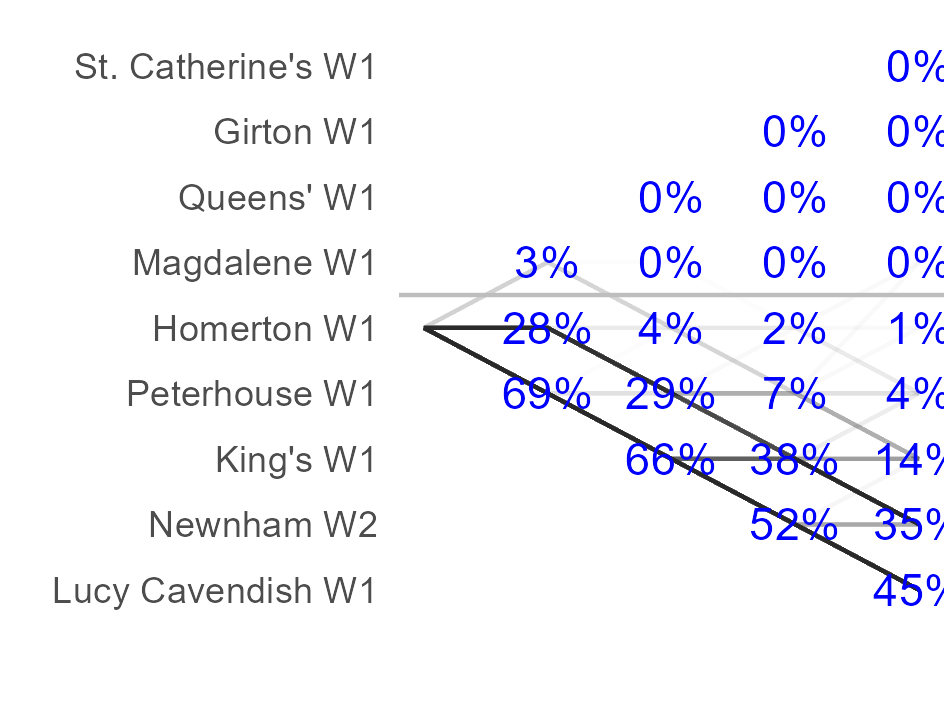 St. Catherine's W1 0%
Girton W1 0% 0%
Queens' W1 0% 0% 0%
Magdalene W1 3% 0% 0% 0%
Homerton W1 28% 4% 2% 1%
Peterhouse W1 69% 29% 7% 4%
King's W1 66% 38% 14%
Newnham W2 52% 35%
Lucy Cavendish W1 45%